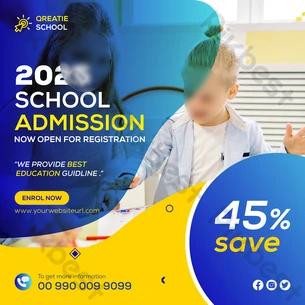 QREATIE
SCHOOL
SCHOOL
ADMISSION
NOW OPEN FOR REGISTRATION
"WE PROVIDE BEST
EDUCATION GUIDLINE ."
ENROL NOW
www.yourwebsiteurl.com
45%
save
To get more information
00 990 009 9099